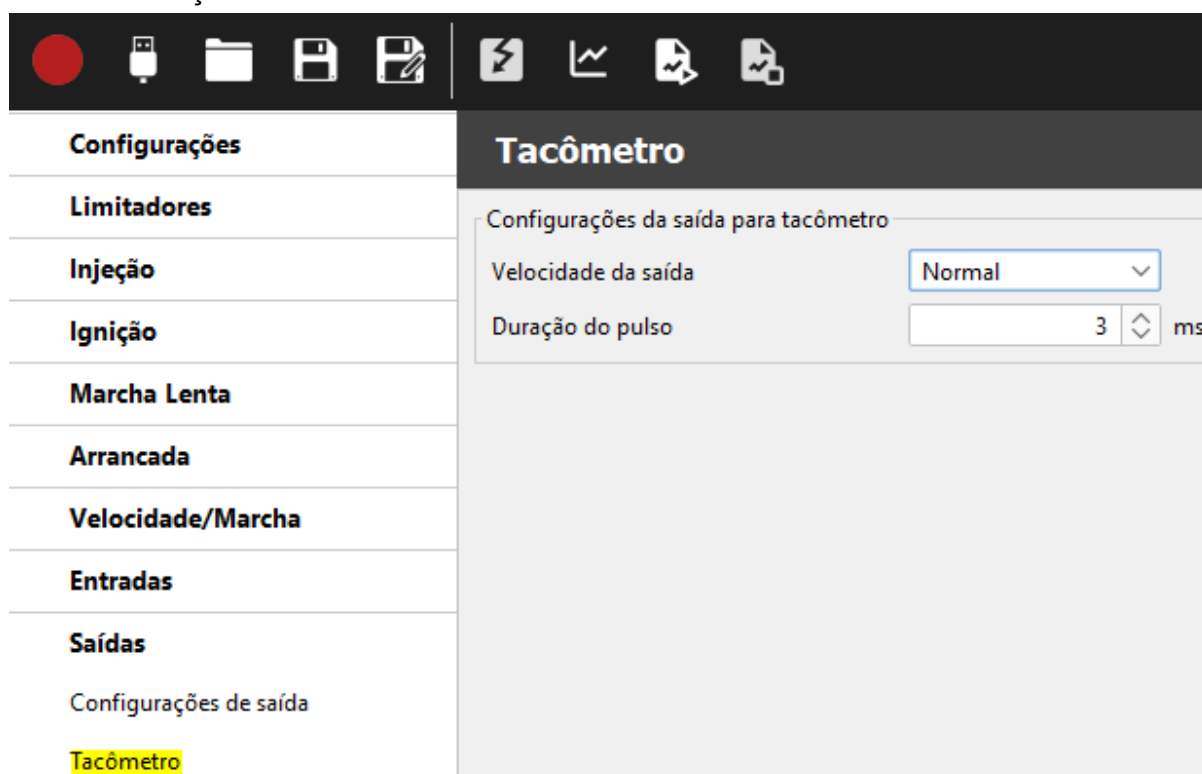 Configurações
Limitadores
Injeção
Ignição
Marcha Lenta
Arrancada
Velocidade/Marcha
Entradas
Saídas
Configurações de saída
Tacômetro
Tacômetro
Configurações da saída para tacômetro
Velocidade da saída Normal
Duração do pulso 3 ms